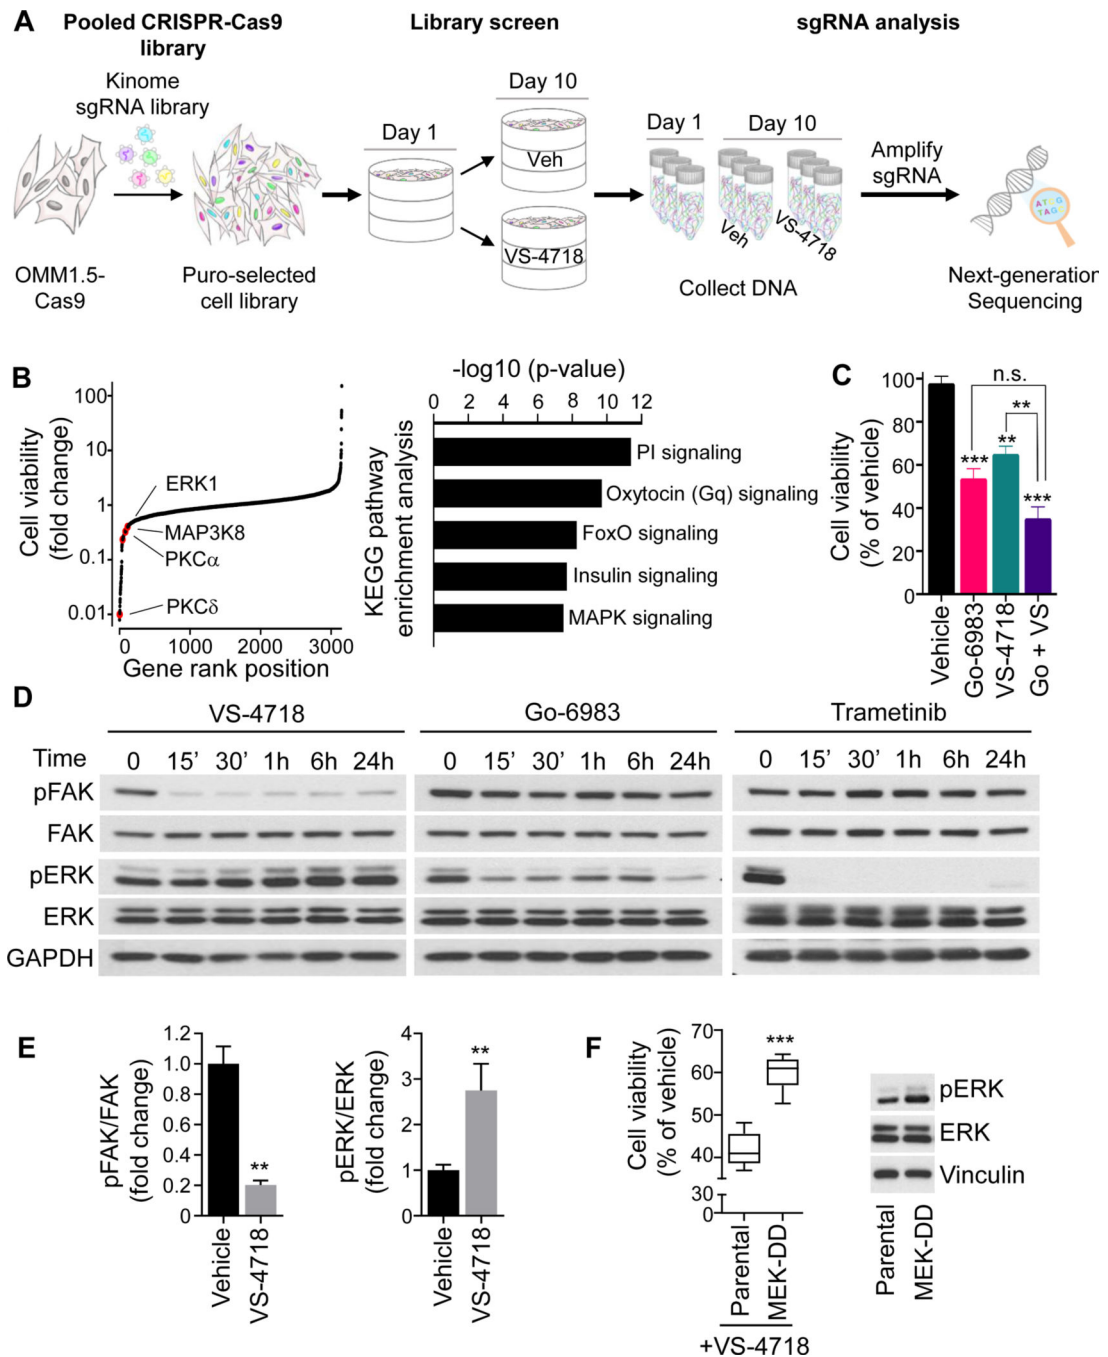 A
Pooled CRISPR-Cas9
library
Library screen
sgRNA analysis
Kinome
sgRNA library
OMM1.5-
Cas9
Puro-selected
cell library
Day 1
Day 10
Veh
VS-4718
Day 1
Day 10
Veh
VS-4718
Collect DNA
Amplify
sgRNA
AT G
TAG
Next-generation
Sequencing
B
Cell viability
(fold change)
100
10
1
0.1
0.01
ERK1
MAP3K8
PKCα
PKCδ
0
1000
2000
3000
Gene rank position
-log10 (p-value)
0 2 4 6 8 10 12
KEGG pathway
enrichment analysis
PI signaling
Oxytocin (Gq) signaling
FoxO signaling
Insulin signaling
MAPK signaling
C
Cell viability
(% of vehicle)
100
80
60
40
20
0
n.s.
**
***
**
***
Vehicle
Go-6983
VS-4718
Go + VS
D
VS-4718
Go-6983
Trametinib
Time 0 15' 30' 1h 6h 24h 0 15' 30' 1h 6h 24h 0 15' 30' 1h 6h 24h
pFAK
FAK
pERK
ERK
GAPDH
E
pFAK/FAK
(fold change)
1.2
1.0
0.8
0.6
0.4
0.2
0
**
Vehicle
VS-4718
pERK/ERK
(fold change)
4
3
2
1
0
**
Vehicle
VS-4718
F
Cell viability
(% of vehicle)
70
60
50
40
30
0
***
Parental
MEK-DD
+VS-4718
pERK
ERK
Vinculin
Parental
MEK-DD